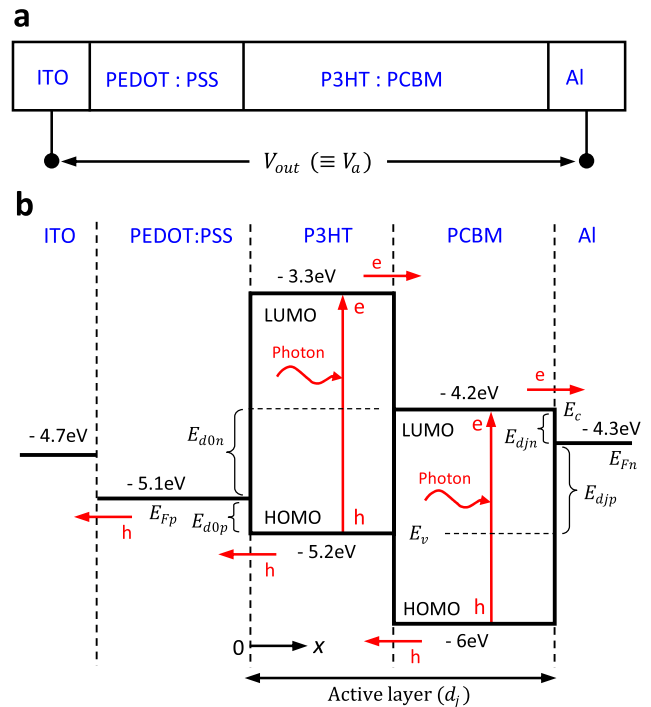 a
ITO
PEDOT : PSS
P3HT : PCBM
Al
V_out (≡ V_a)
b
ITO
PEDOT:PSS
P3HT
PCBM
Al
- 3.3eV
e
LUMO
e
Photon
- 4.2eV
e
E_c
- 4.7eV
E_d0n
LUMO
e
E_djn
- 4.3eV
E_Fn
- 5.1eV
Photon
E_djp
E_Fp
E_d0p
HOMO
h
E_v
h
- 5.2eV
h
HOMO
h
0
x
h
- 6eV
Active layer (d_j)